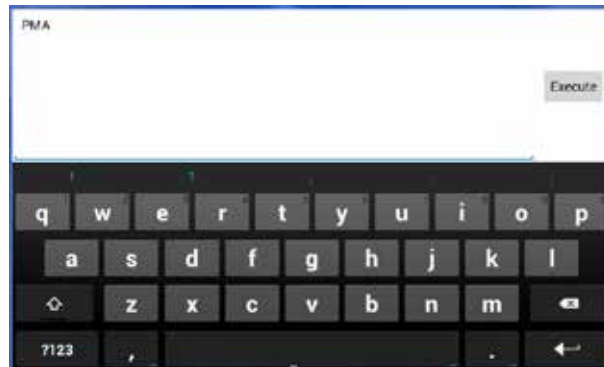 PMA
Execute
q w e r t y u i o p
a s d f g h j k l
z x c v b n m
?123 , .